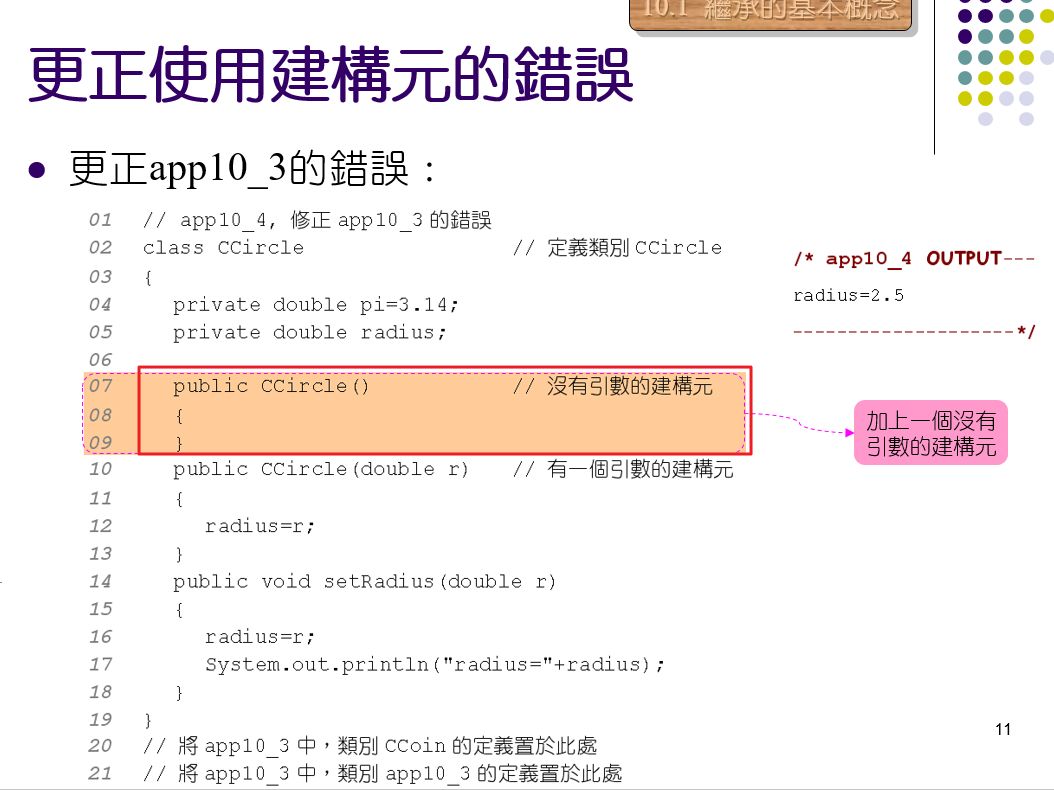 10.1 繼承的基本概念
更正使用建構元的錯誤
更正app10_3的錯誤：
01 // app10_4, 修正 app10_3 的錯誤
02 class CCircle // 定義類別 CCircle
03 {
04 private double pi=3.14;
05 private double radius;
06
07 public CCircle() // 沒有引數的建構元
08 {
09 }
10 public CCircle(double r) // 有一個引數的建構元
11 {
12 radius=r;
13 }
14 public void setRadius(double r)
15 {
16 radius=r;
17 System.out.println("radius="+radius);
18 }
19 }
20 // 將 app10_3 中，類別 CCoin 的定義置於此處
21 // 將 app10_3 中，類別 app10_3 的定義置於此處
/* app10_4 OUTPUT---
radius=2.5
--------------------*/
加上一個沒有
引數的建構元
11